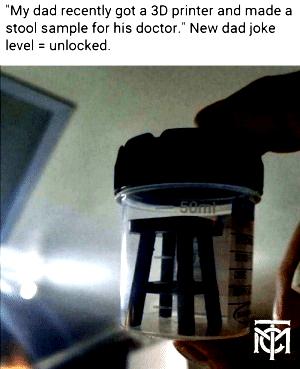 "My dad recently got a 3D printer and made a
stool sample for his doctor." New dad joke
level = unlocked.
50ml